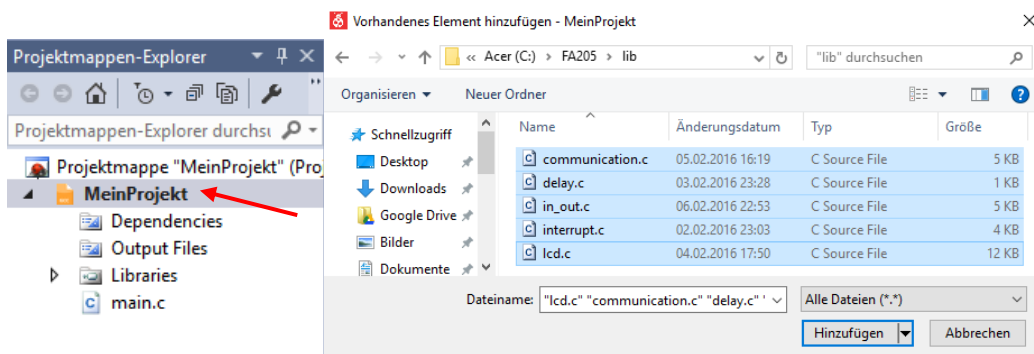 Projektmappen-Explorer
Projektmappen-Explorer durchsu
Projektmappe "MeinProjekt" (Proj
MeinProjekt
Dependencies
Output Files
Libraries
main.c
Vorhandenes Element hinzufügen - MeinProjekt
« Acer (C:) > FA205 > lib
"lib" durchsuchen
Organisieren
Neuer Ordner
Schnellzugriff
Desktop
Downloads
Google Drive
Bilder
Dokumente
Name Änderungsdatum Typ Größe
communication.c 05.02.2016 16:19 C Source File 5 KB
delay.c 03.02.2016 23:28 C Source File 1 KB
in_out.c 06.02.2016 22:53 C Source File 5 KB
interrupt.c 02.02.2016 23:03 C Source File 4 KB
lcd.c 04.02.2016 17:50 C Source File 12 KB
Dateiname: "lcd.c" "communication.c" "delay.c" '
Alle Dateien (*.*)
Hinzufügen
Abbrechen